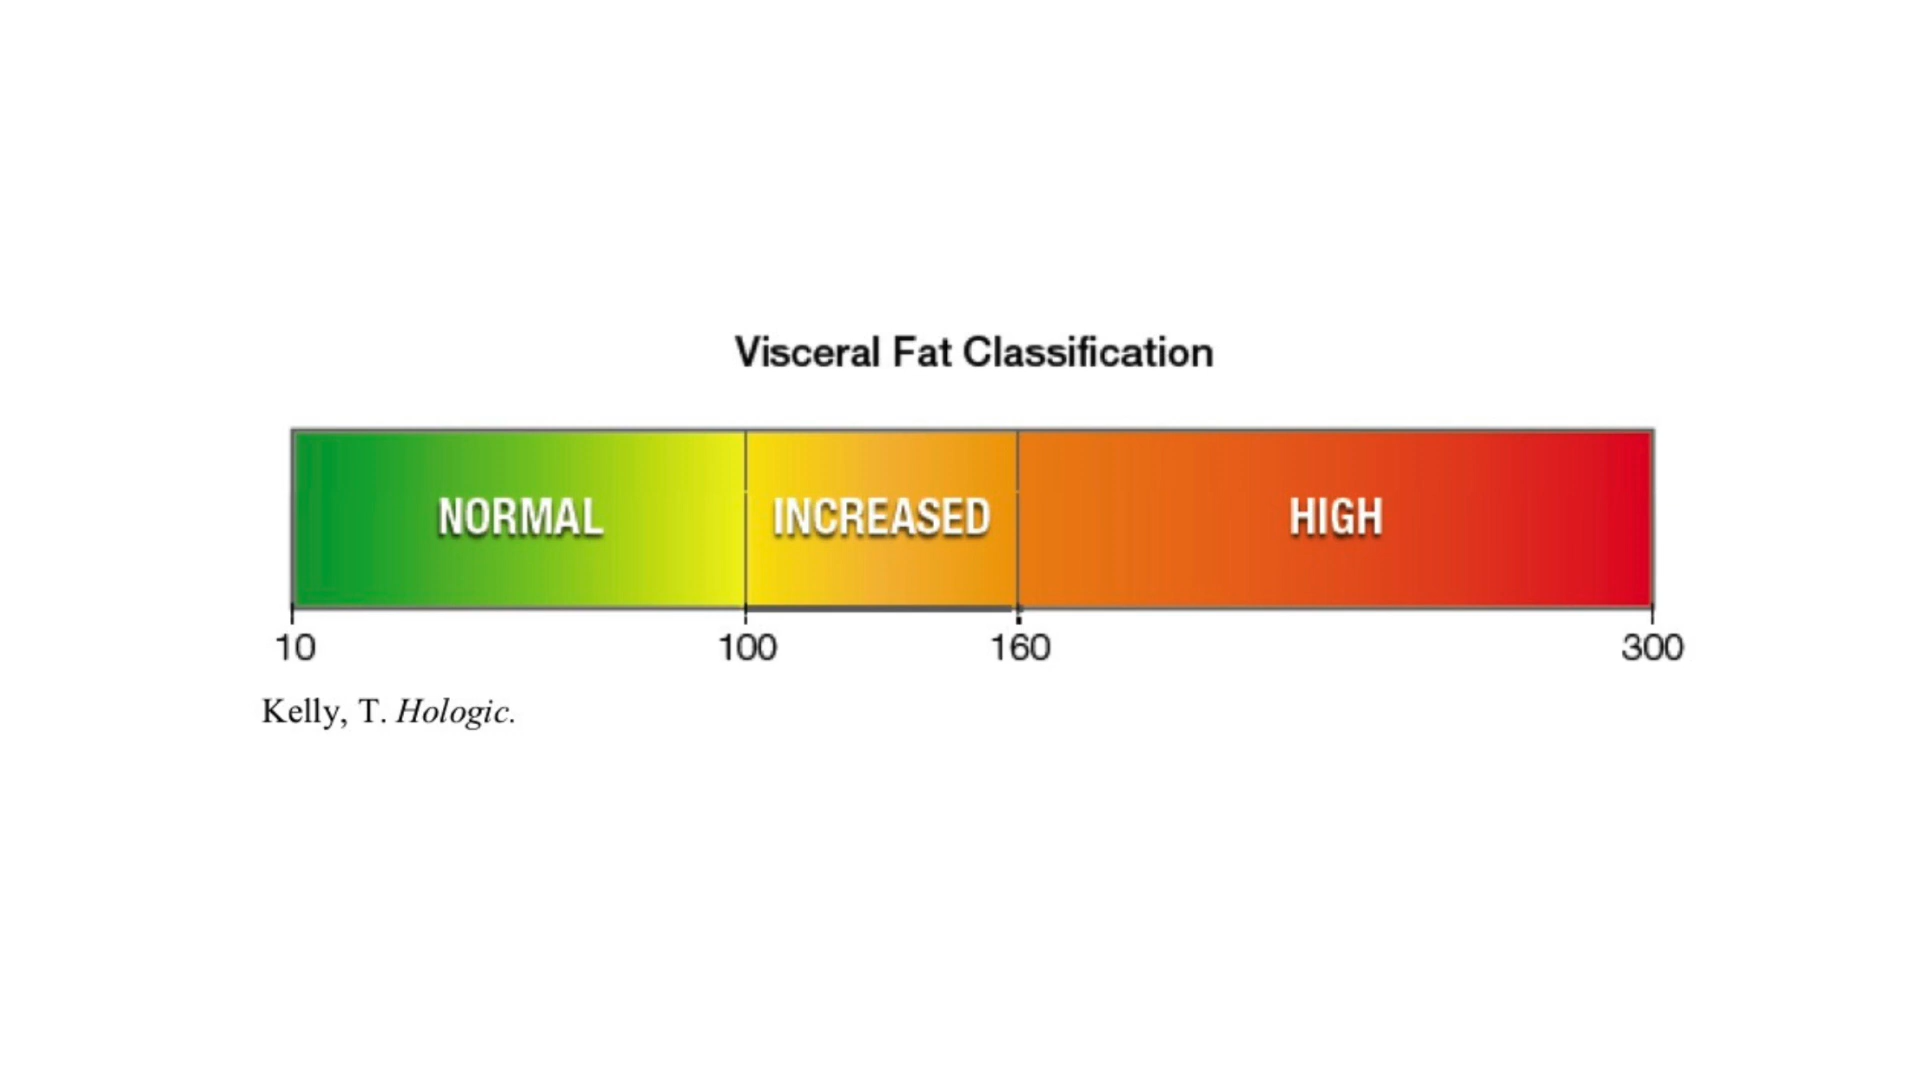 Visceral Fat Classification
NORMAL INCREASED HIGH
10 100 160 300
Kelly, T. Hologic.